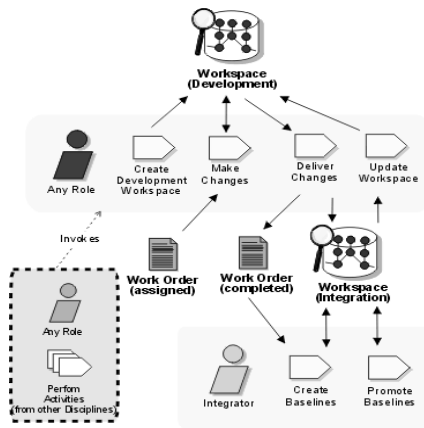 Workspace
(Development)
Any Role
Create
Development
Workspace
Make
Changes
Deliver
Changes
Update
Workspace
Invokes
Work Order
(assigned)
Work Order
(completed)
Workspace
(Integration)
Any Role
Perfom
Activities
(from other Disciplines)
Integrator
Create
Baselines
Promote
Baselines